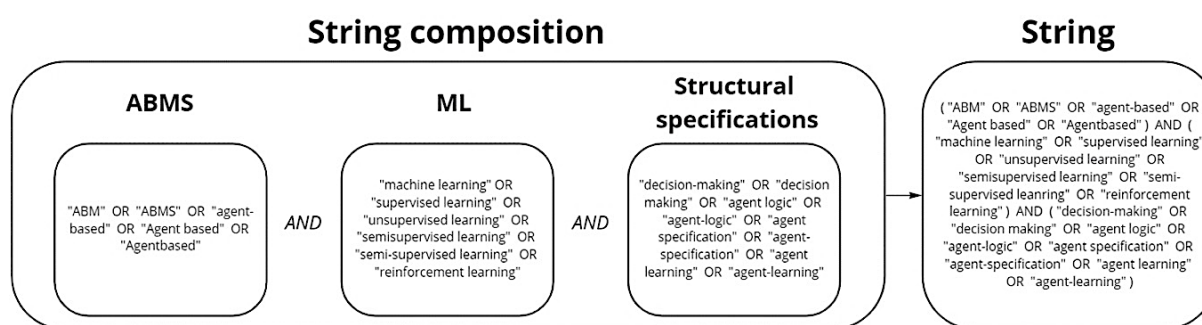 String composition
String
ABMS
ML
Structural
specifications
"ABM" OR "ABMS" OR "agent-
based" OR "Agent based" OR
"Agentbased"
AND
"machine learning" OR
"supervised learning" OR
"unsupervised learning" OR
"semisupervised learning" OR
"semi-supervised learning" OR
"reinforcement learning"
AND
"decision-making" OR "decision
making" OR "agent logic" OR
"agent-logic" OR "agent
specification" OR "agent-
specification" OR "agent
learning" OR "agent-learning"
( "ABM" OR "ABMS" OR "agent-based" OR
"Agent based" OR "Agentbased" ) AND (
"machine learning" OR "supervised learning"
OR "unsupervised learning" OR
"semisupervised learning" OR "semi-
supervised leanring" OR "reinforcement
learning" ) AND ( "decision-making" OR
"decision making" OR "agent logic" OR
"agent-logic" OR "agent specification" OR
"agent-specification" OR "agent learning"
OR "agent-learning" )